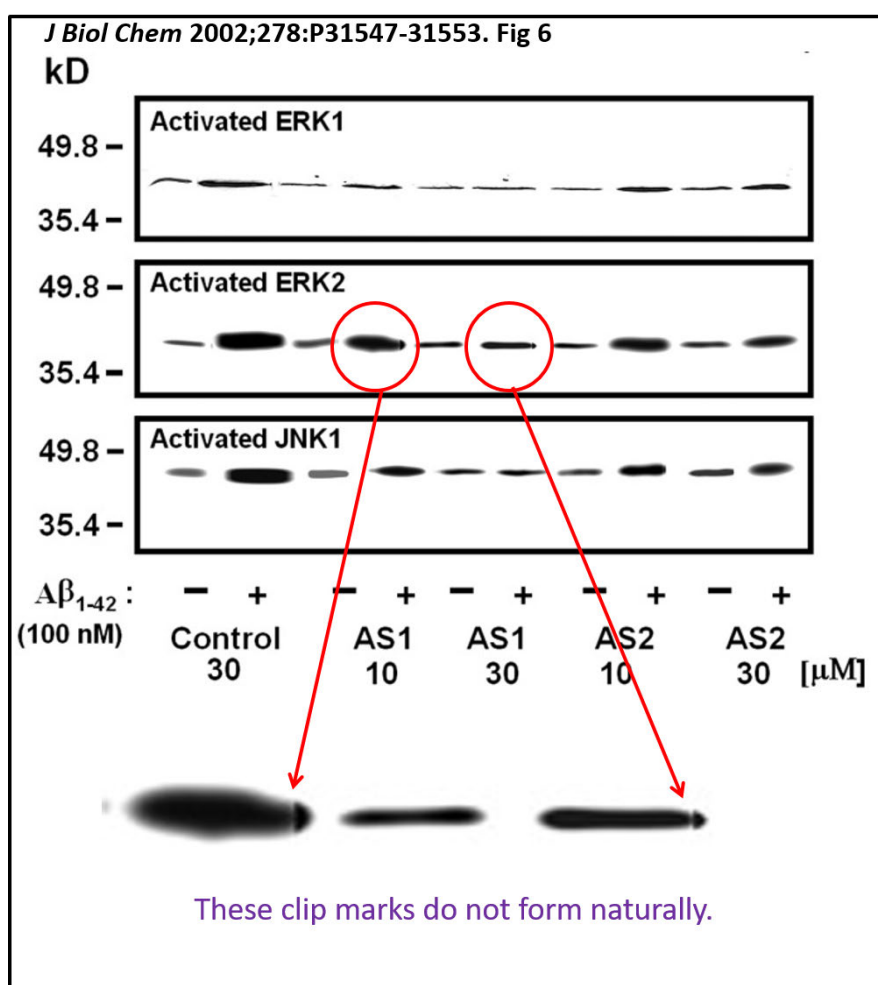 J Biol Chem 2002;278:P31547-31553. Fig 6
kD
Activated ERK1
49.8 –
35.4 –
Activated ERK2
49.8 –
35.4 –
Activated JNK1
49.8 –
35.4 –
Aβ1-42 : – + – + – + – + – +
(100 nM) Control AS1 AS1 AS2 AS2
30 10 30 10 30 [μM]
These clip marks do not form naturally.